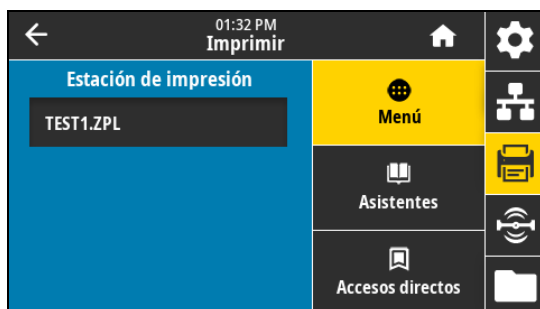 01:32 PM
Imprimir
Estación de impresión
TEST1.ZPL
Menú
Asistentes
Accesos directos